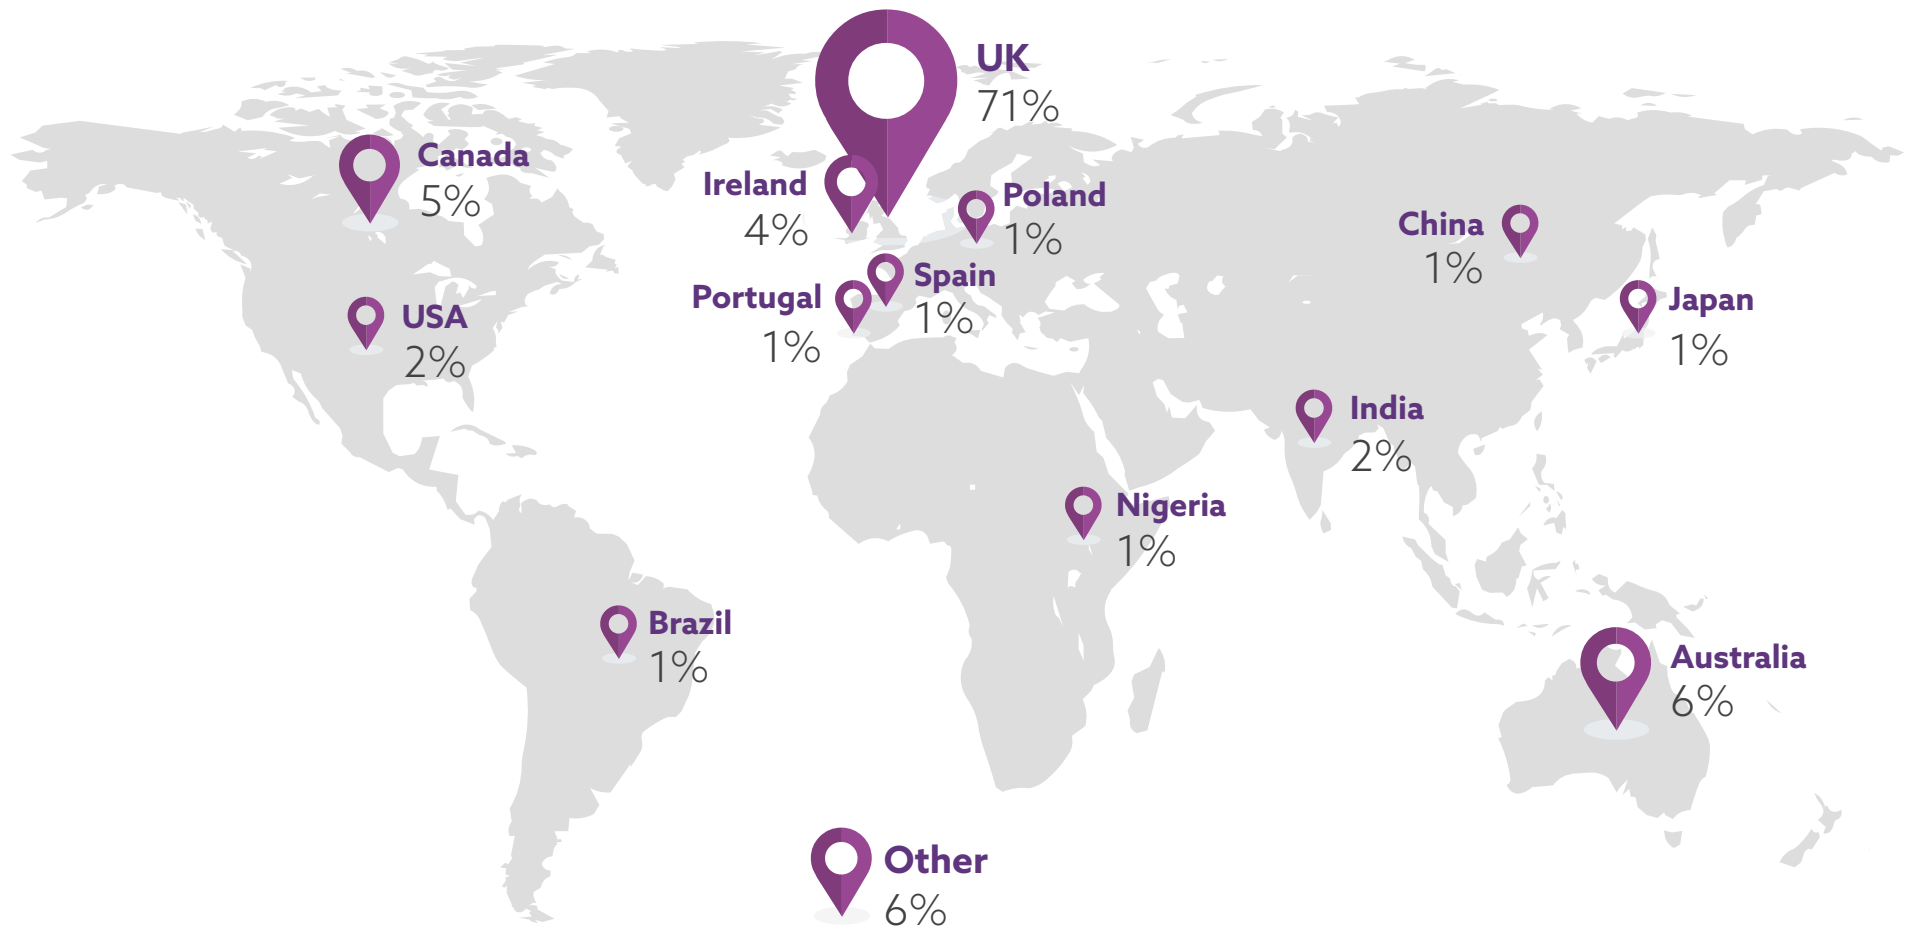 UK
71%
Canada
5%
Ireland
4%
Poland
1%
China
1%
Spain
1%
Portugal
1%
Japan
1%
USA
2%
India
2%
Nigeria
1%
Brazil
1%
Australia
6%
Other
6%